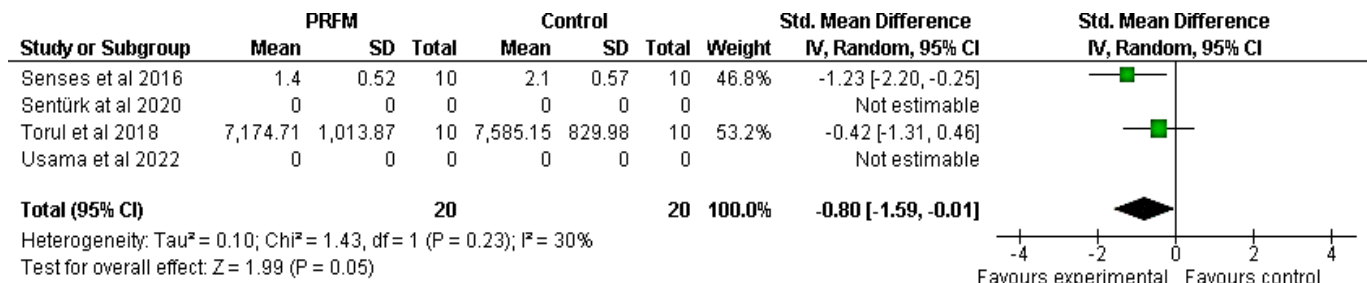 PRFM Control Std. Mean Difference Std. Mean Difference
Study or Subgroup Mean SD Total Mean SD Total Weight IV, Random, 95% CI IV, Random, 95% CI
Senses et al 2016 1.4 0.52 10 2.1 0.57 10 46.8% -1.23 [-2.20, -0.25]
Sentürk at al 2020 0 0 0 0 0 0 Not estimable
Torul et al 2018 7,174.71 1,013.87 10 7,585.15 829.98 10 53.2% -0.42 [-1.31, 0.46]
Usama et al 2022 0 0 0 0 0 0 Not estimable
Total (95% CI) 20 20 100.0% -0.80 [-1.59, -0.01]
Heterogeneity: Tau² = 0.10; Chi² = 1.43, df = 1 (P = 0.23); I² = 30%
Test for overall effect: Z = 1.99 (P = 0.05)
-4 -2 0 2 4
Favours experimental Favours control